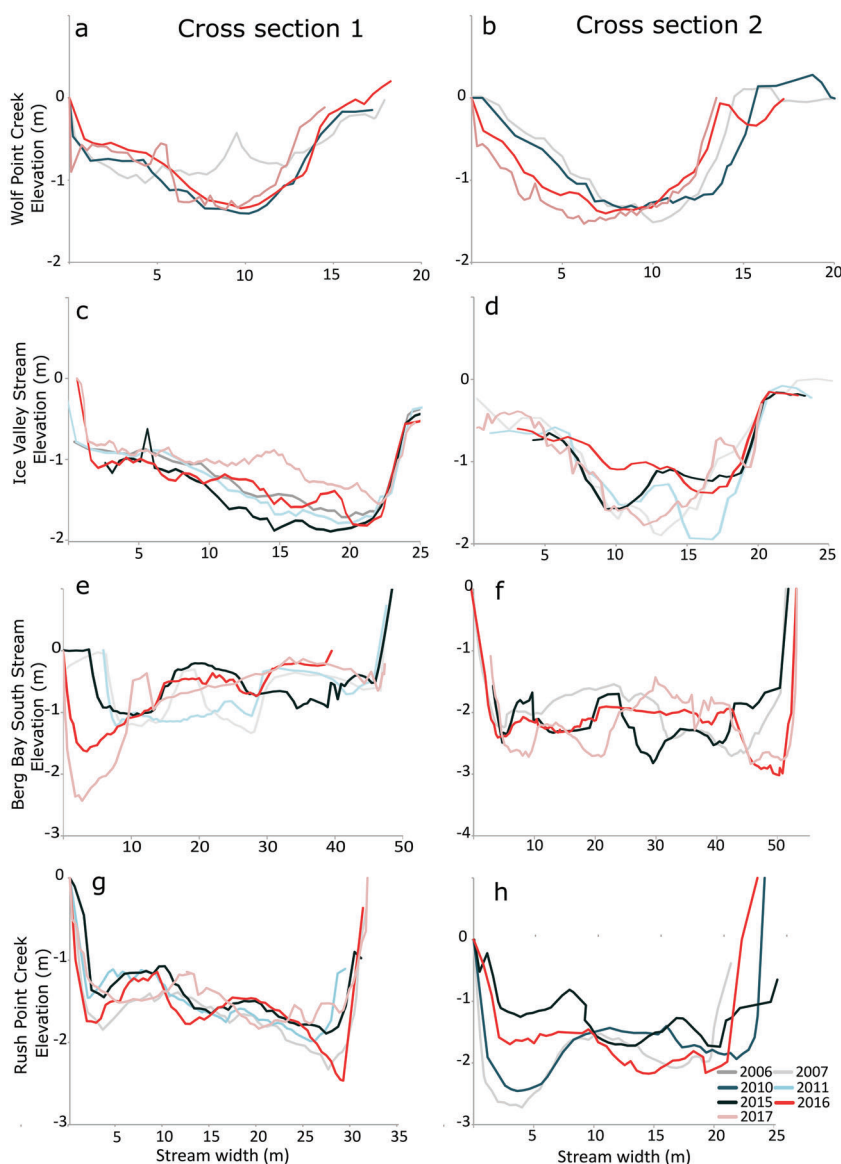 a Cross section 1
b Cross section 2
Wolf Point Creek
Elevation (m)
0
-1
-2
5 10 15 20
0
-1
-2
5 10 15 20
c
d
Ice Valley Stream
Elevation (m)
0
-1
-2
5 10 15 20 25
0
-1
-2
5 10 15 20 25
e
f
Berg Bay South Stream
Elevation (m)
0
-1
-2
-3
10 20 30 40 50
0
-1
-2
-3
-4
10 20 30 40 50
g
h
Rush Point Creek
Elevation (m)
0
-1
-2
-3
5 10 15 20 25 30 35
Stream width (m)
0
-1
-2
-3
5 10 15 20 25
Stream width (m)
2006 2007
2010 2011
2015 2016
2017